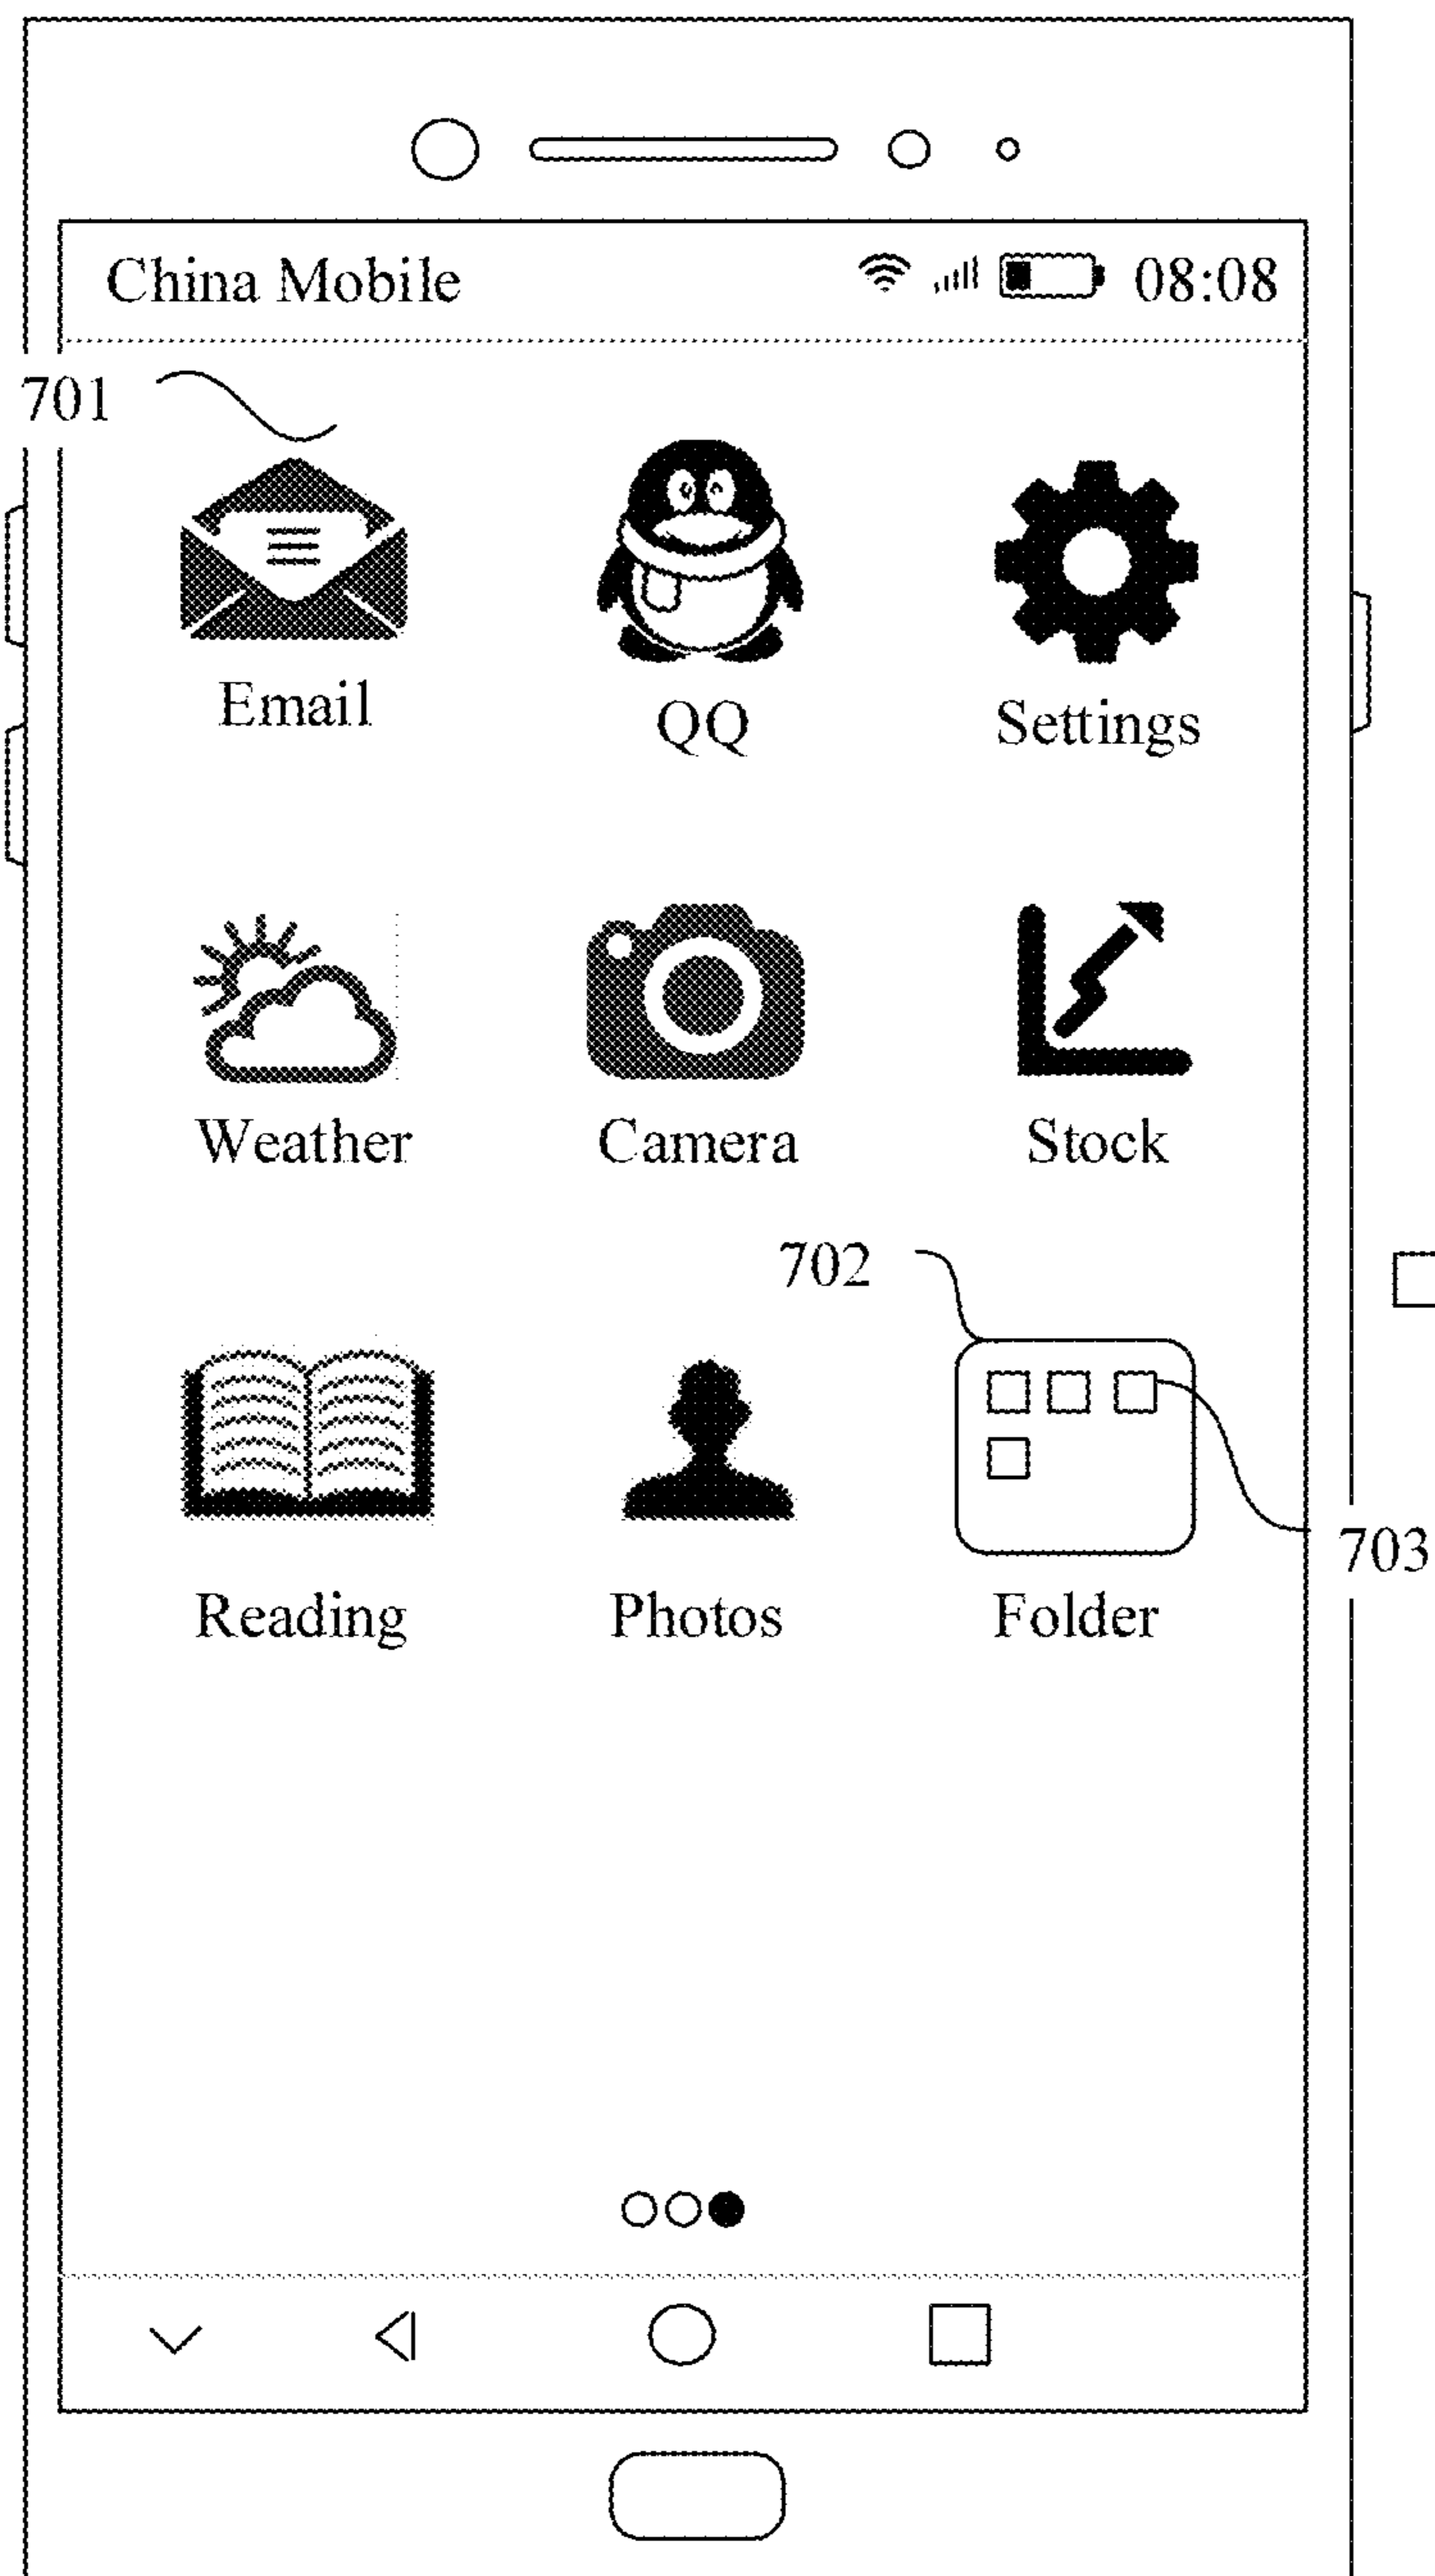 China Mobile 08:08
701
Email QQ Settings
Weather Camera Stock
702
703
Reading Photos Folder